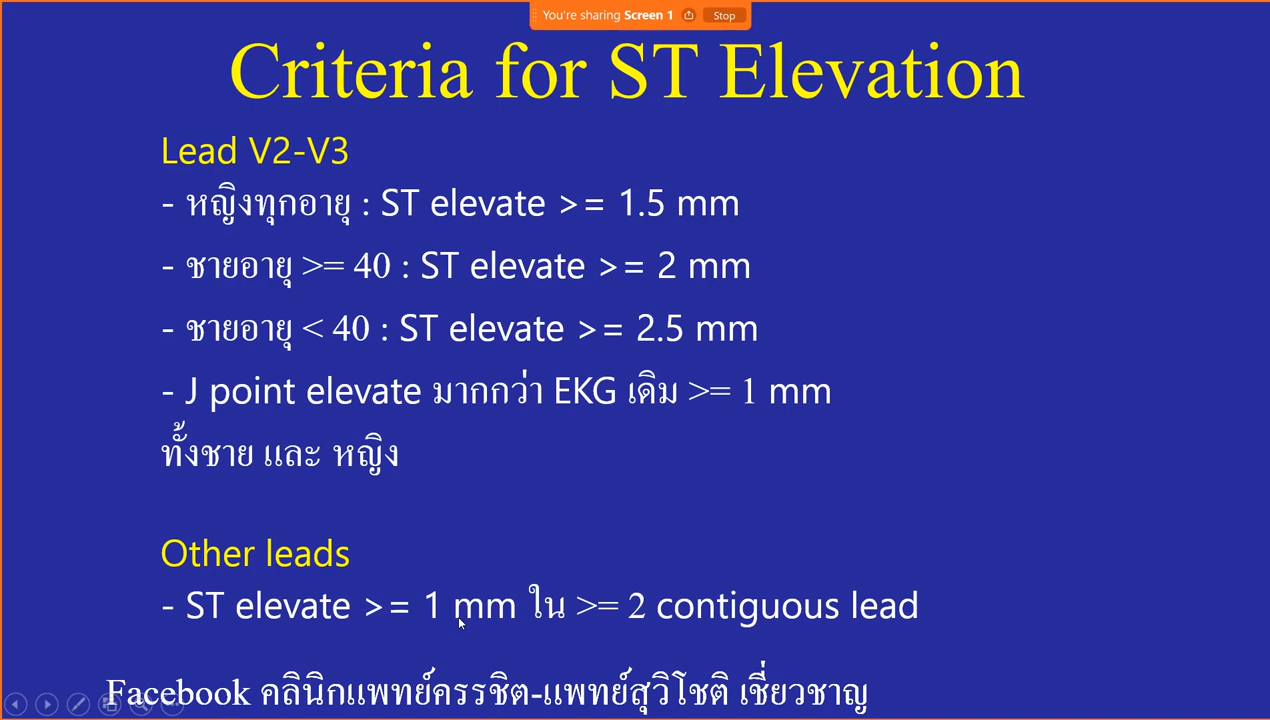 You're sharing Screen 1 Stop
Criteria for ST Elevation
Lead V2-V3
- หญิงทุกอายุ : ST elevate >= 1.5 mm
- ชายอายุ >= 40 : ST elevate >= 2 mm
- ชายอายุ < 40 : ST elevate >= 2.5 mm
- J point elevate มากกว่า EKG เดิม >= 1 mm
ทั้งชาย และ หญิง
Other leads
- ST elevate >= 1 mm ใน >= 2 contiguous lead
Facebook คลินิกแพทย์ครรชิต-แพทย์สุวิโชติ เชี่ยวชาญ